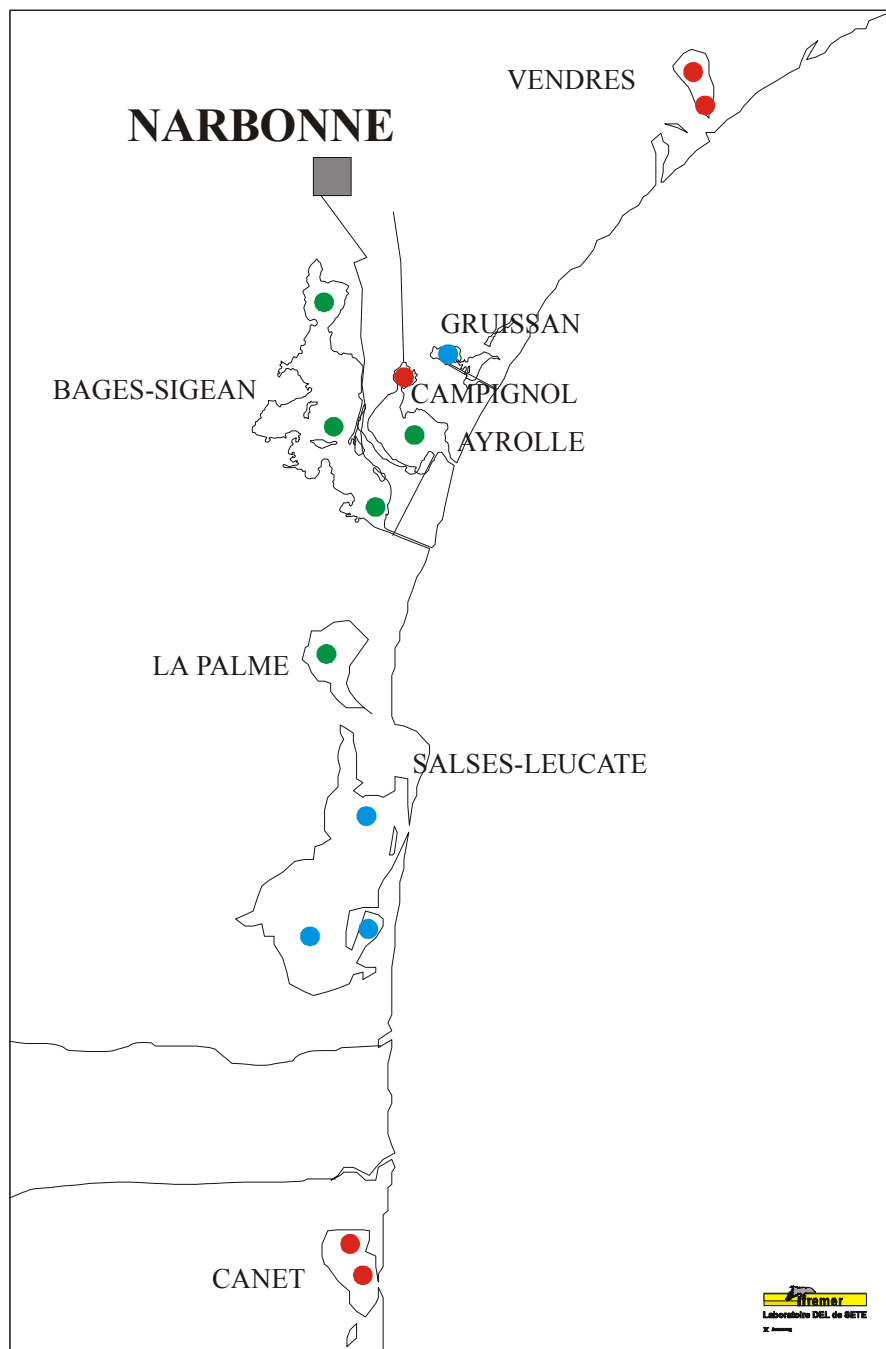 VENDRES
NARBONNE
GRUISSAN
BAGES-SIGEAN
CAMPIGNOL
AYROLLE
LA PALME
SALSES-LEUCATE
CANET
Ifremer
Laboratoire DEL de SETE